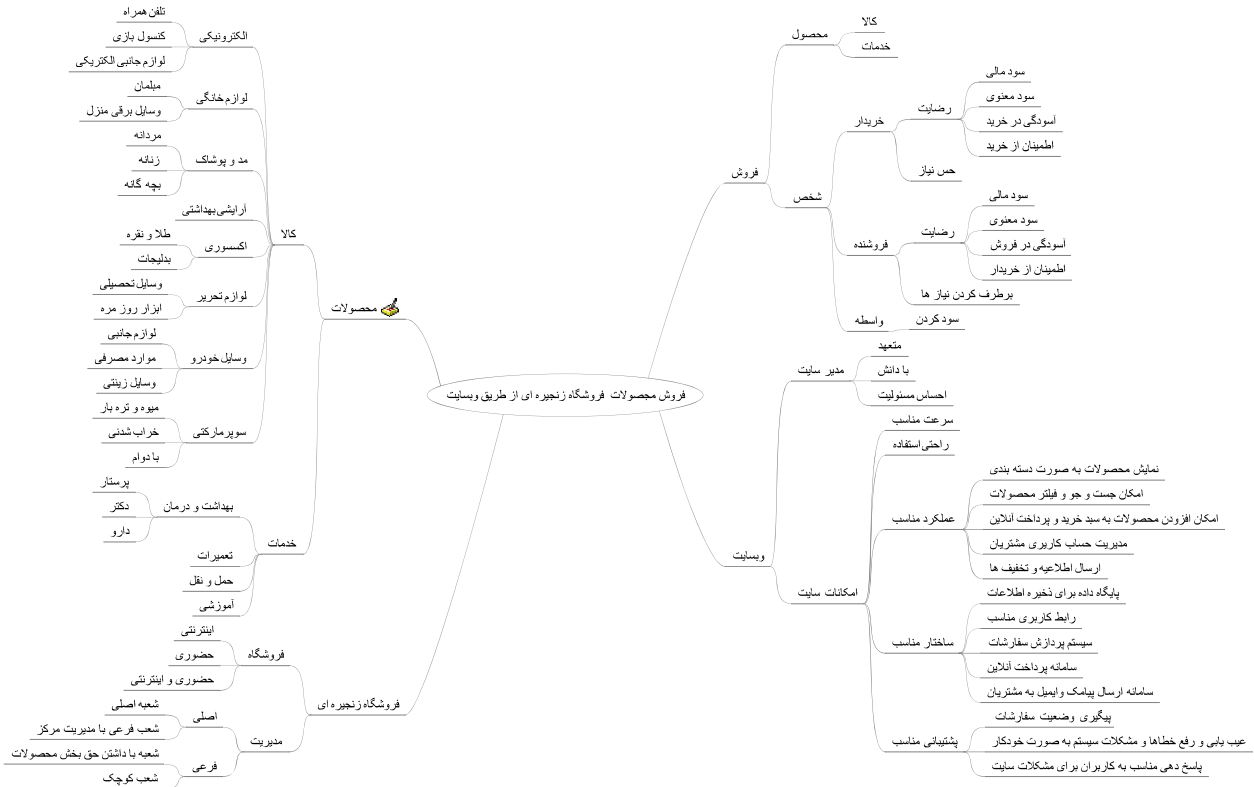 فروش مجصولات فروشگاه زنجیره ای از طریق وبسایت
فروش
محصول
کالا
خدمات
شخص
خریدار
رضایت
سود مالی
سود معنوی
آسودگی در خرید
اطمینان از خرید
حس نیاز
فروشنده
رضایت
سود مالی
سود معنوی
آسودگی در فروش
اطمینان از خریدار
برطرف کردن نیاز ها
واسطه
سود کردن
وبسایت
مدیر سایت
متعهد
با دانش
احساس مسئولیت
امکانات سایت
سرعت مناسب
راحتی استفاده
عملکرد مناسب
نمایش محصولات به صورت دسته بندی
امکان جست و جو و فیلتر محصولات
امکان افزودن محصولات به سبد خرید و پرداخت آنلاین
مدیریت حساب کاربری مشتریان
ارسال اطلاعیه و تخفیف ها
ساختار مناسب
پایگاه داده برای ذخیره اطلاعات
رابط کاربری مناسب
سیستم پردازش سفارشات
سامانه پرداخت آنلاین
سامانه ارسال پیامک وایمیل به مشتریان
پشتیبانی مناسب
پیگیری وضعیت سفارشات
عیب یابی و رفع خطاها و مشکلات سیستم به صورت خودکار
پاسخ دهی مناسب به کاربران برای مشکلات سایت
محصولات
کالا
الکترونیکی
تلفن همراه
کنسول بازی
لوازم جانبی الکتریکی
لوازم خانگی
مبلمان
وسایل برقی منزل
مد و پوشاک
مردانه
زنانه
بچه گانه
آرایشی بهداشتی
اکسسوری
طلا و نقره
بدلیجات
لوازم تحریر
وسایل تحصیلی
ابزار روز مره
وسایل خودرو
لوازم جانبی
موارد مصرفی
وسایل زینتی
سوپرمارکتی
میوه و تره بار
خراب شدنی
با دوام
خدمات
بهداشت و درمان
پرستار
دکتر
دارو
تعمیرات
حمل و نقل
آموزشی
فروشگاه زنجیره ای
فروشگاه
اینترنتی
حضوری
حضوری و اینترنتی
مدیریت
اصلی
شعبه اصلی
شعب فرعی با مدیریت مرکز
فرعی
شعبه با داشتن حق پخش محصولات
شعب کوچک